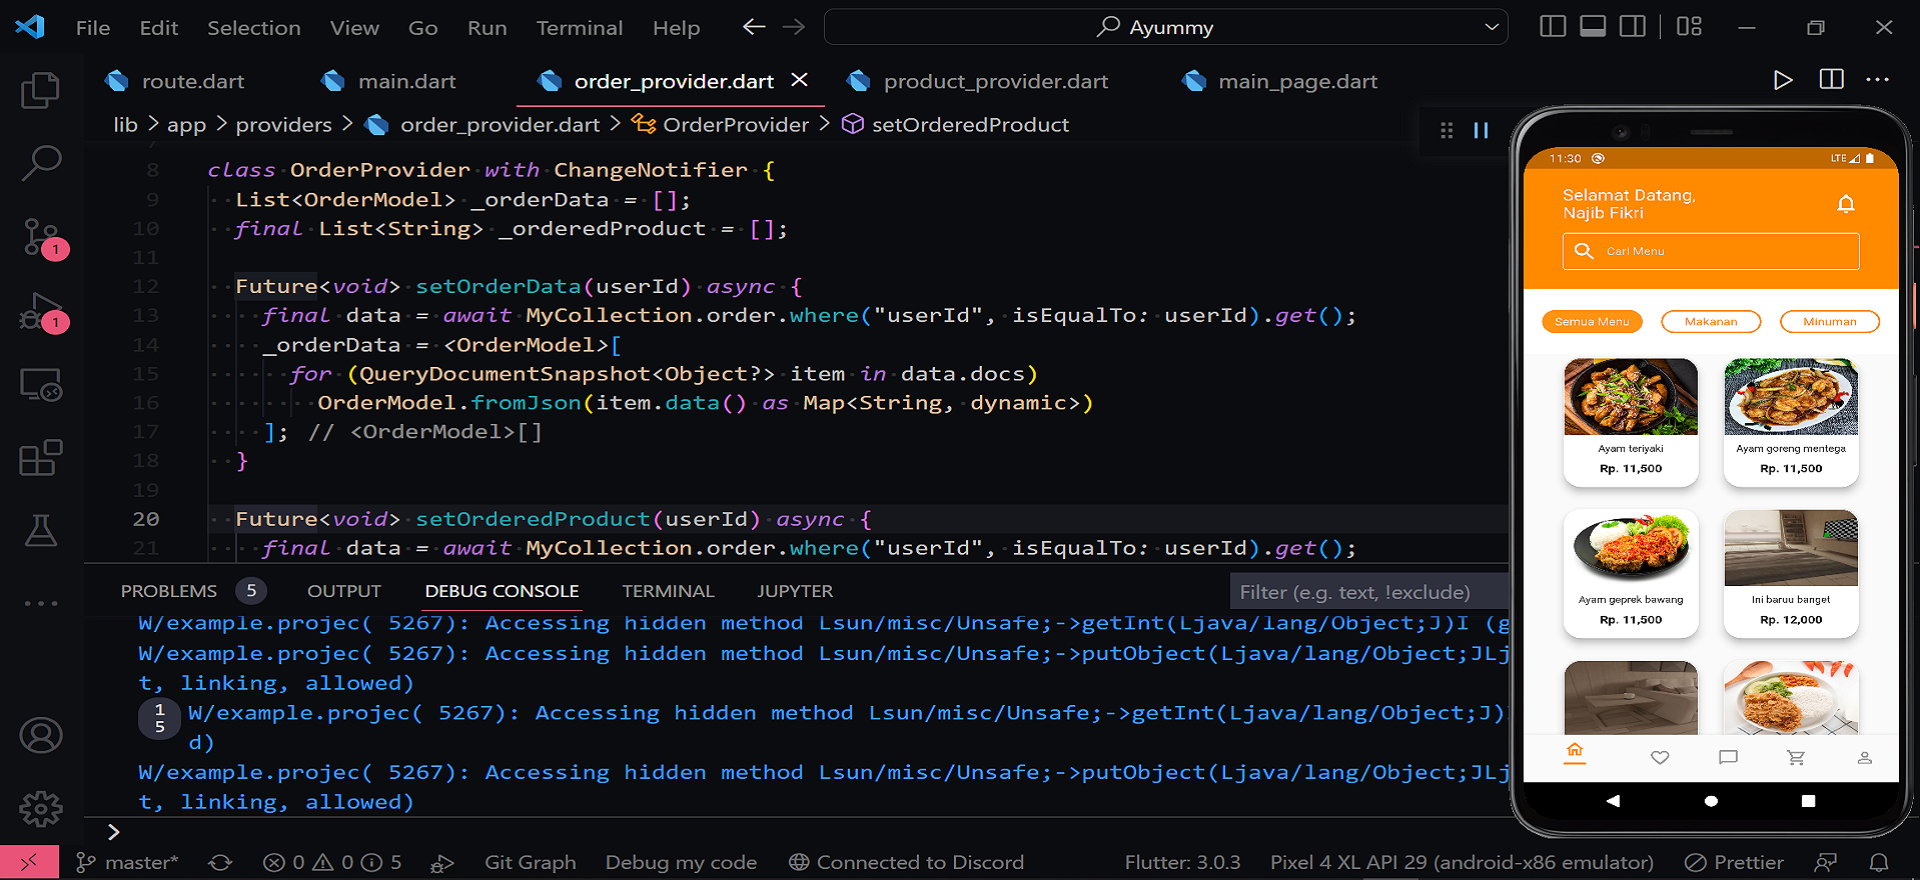 File Edit Selection View Go Run Terminal Help
Ayummy
route.dart
main.dart
order_provider.dart
product_provider.dart
main_page.dart
lib > app > providers > order_provider.dart > OrderProvider > setOrderedProduct
8 class OrderProvider with ChangeNotifier {
9 List<OrderModel> _orderData = [];
10 final List<String> _orderedProduct = [];
11
12 Future<void> setOrderData(userId) async {
13 final data = await MyCollection.order.where("userId", isEqualTo: userId).get();
14 _orderData = <OrderModel>[
15 for (QueryDocumentSnapshot<Object?> item in data.docs)
16 OrderModel.fromJson(item.data() as Map<String, dynamic>)
17 ]; // <OrderModel>[]
18 }
19
20 Future<void> setOrderedProduct(userId) async {
21 final data = await MyCollection.order.where("userId", isEqualTo: userId).get();
1
1
PROBLEMS 5 OUTPUT DEBUG CONSOLE TERMINAL JUPYTER
Filter (e.g. text, !exclude)
W/example.projec( 5267): Accessing hidden method Lsun/misc/Unsafe;->getInt(Ljava/lang/Object;J)I (g
W/example.projec( 5267): Accessing hidden method Lsun/misc/Unsafe;->putObject(Ljava/lang/Object;JLj
t, linking, allowed)
15
W/example.projec( 5267): Accessing hidden method Lsun/misc/Unsafe;->getInt(Ljava/lang/Object;J)
d)
W/example.projec( 5267): Accessing hidden method Lsun/misc/Unsafe;->putObject(Ljava/lang/Object;JLj
t, linking, allowed)
>
master* 0 0 5 Git Graph Debug my code Connected to Discord Flutter: 3.0.3 Pixel 4 XL API 29 (android-x86 emulator) Prettier
11:30 LTE
Selamat Datang,
Najib Fikri
Cari Menu
Semua Menu Makanan Minuman
Ayam teriyaki
Rp. 11,500
Ayam goreng mentega
Rp. 11,500
Ayam geprek bawang
Rp. 11,500
Ini baruu banget
Rp. 12,000